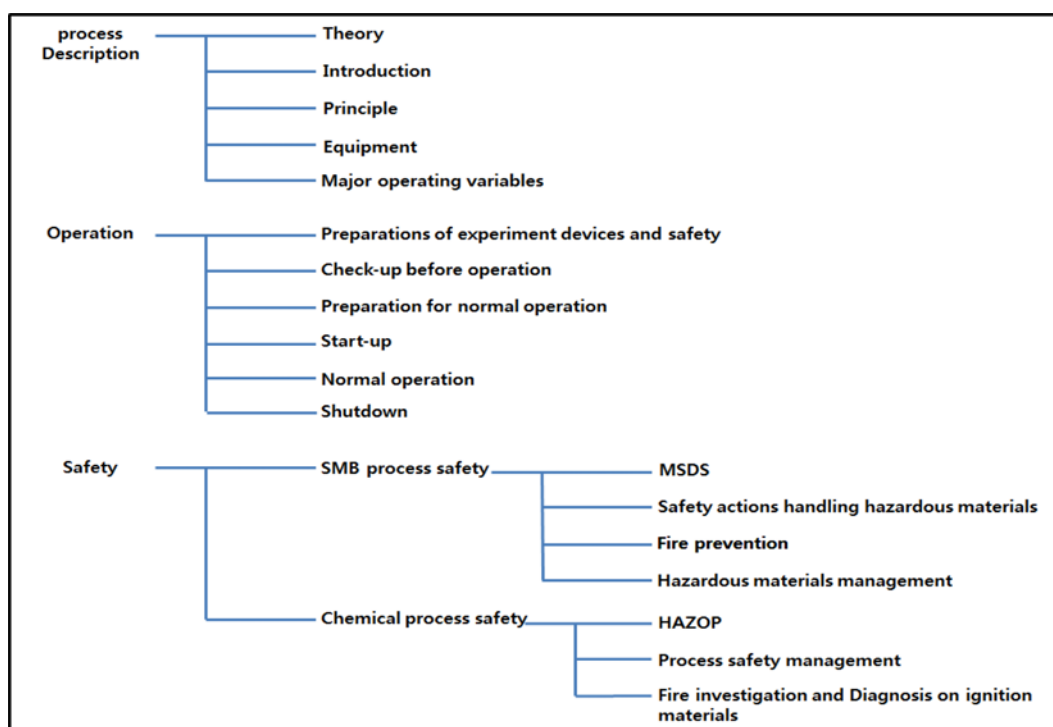 process
Description
Theory
Introduction
Principle
Equipment
Major operating variables
Operation
Preparations of experiment devices and safety
Check-up before operation
Preparation for normal operation
Start-up
Normal operation
Shutdown
Safety
SMB process safety
MSDS
Safety actions handling hazardous materials
Fire prevention
Hazardous materials management
Chemical process safety
HAZOP
Process safety management
Fire investigation and Diagnosis on ignition
materials